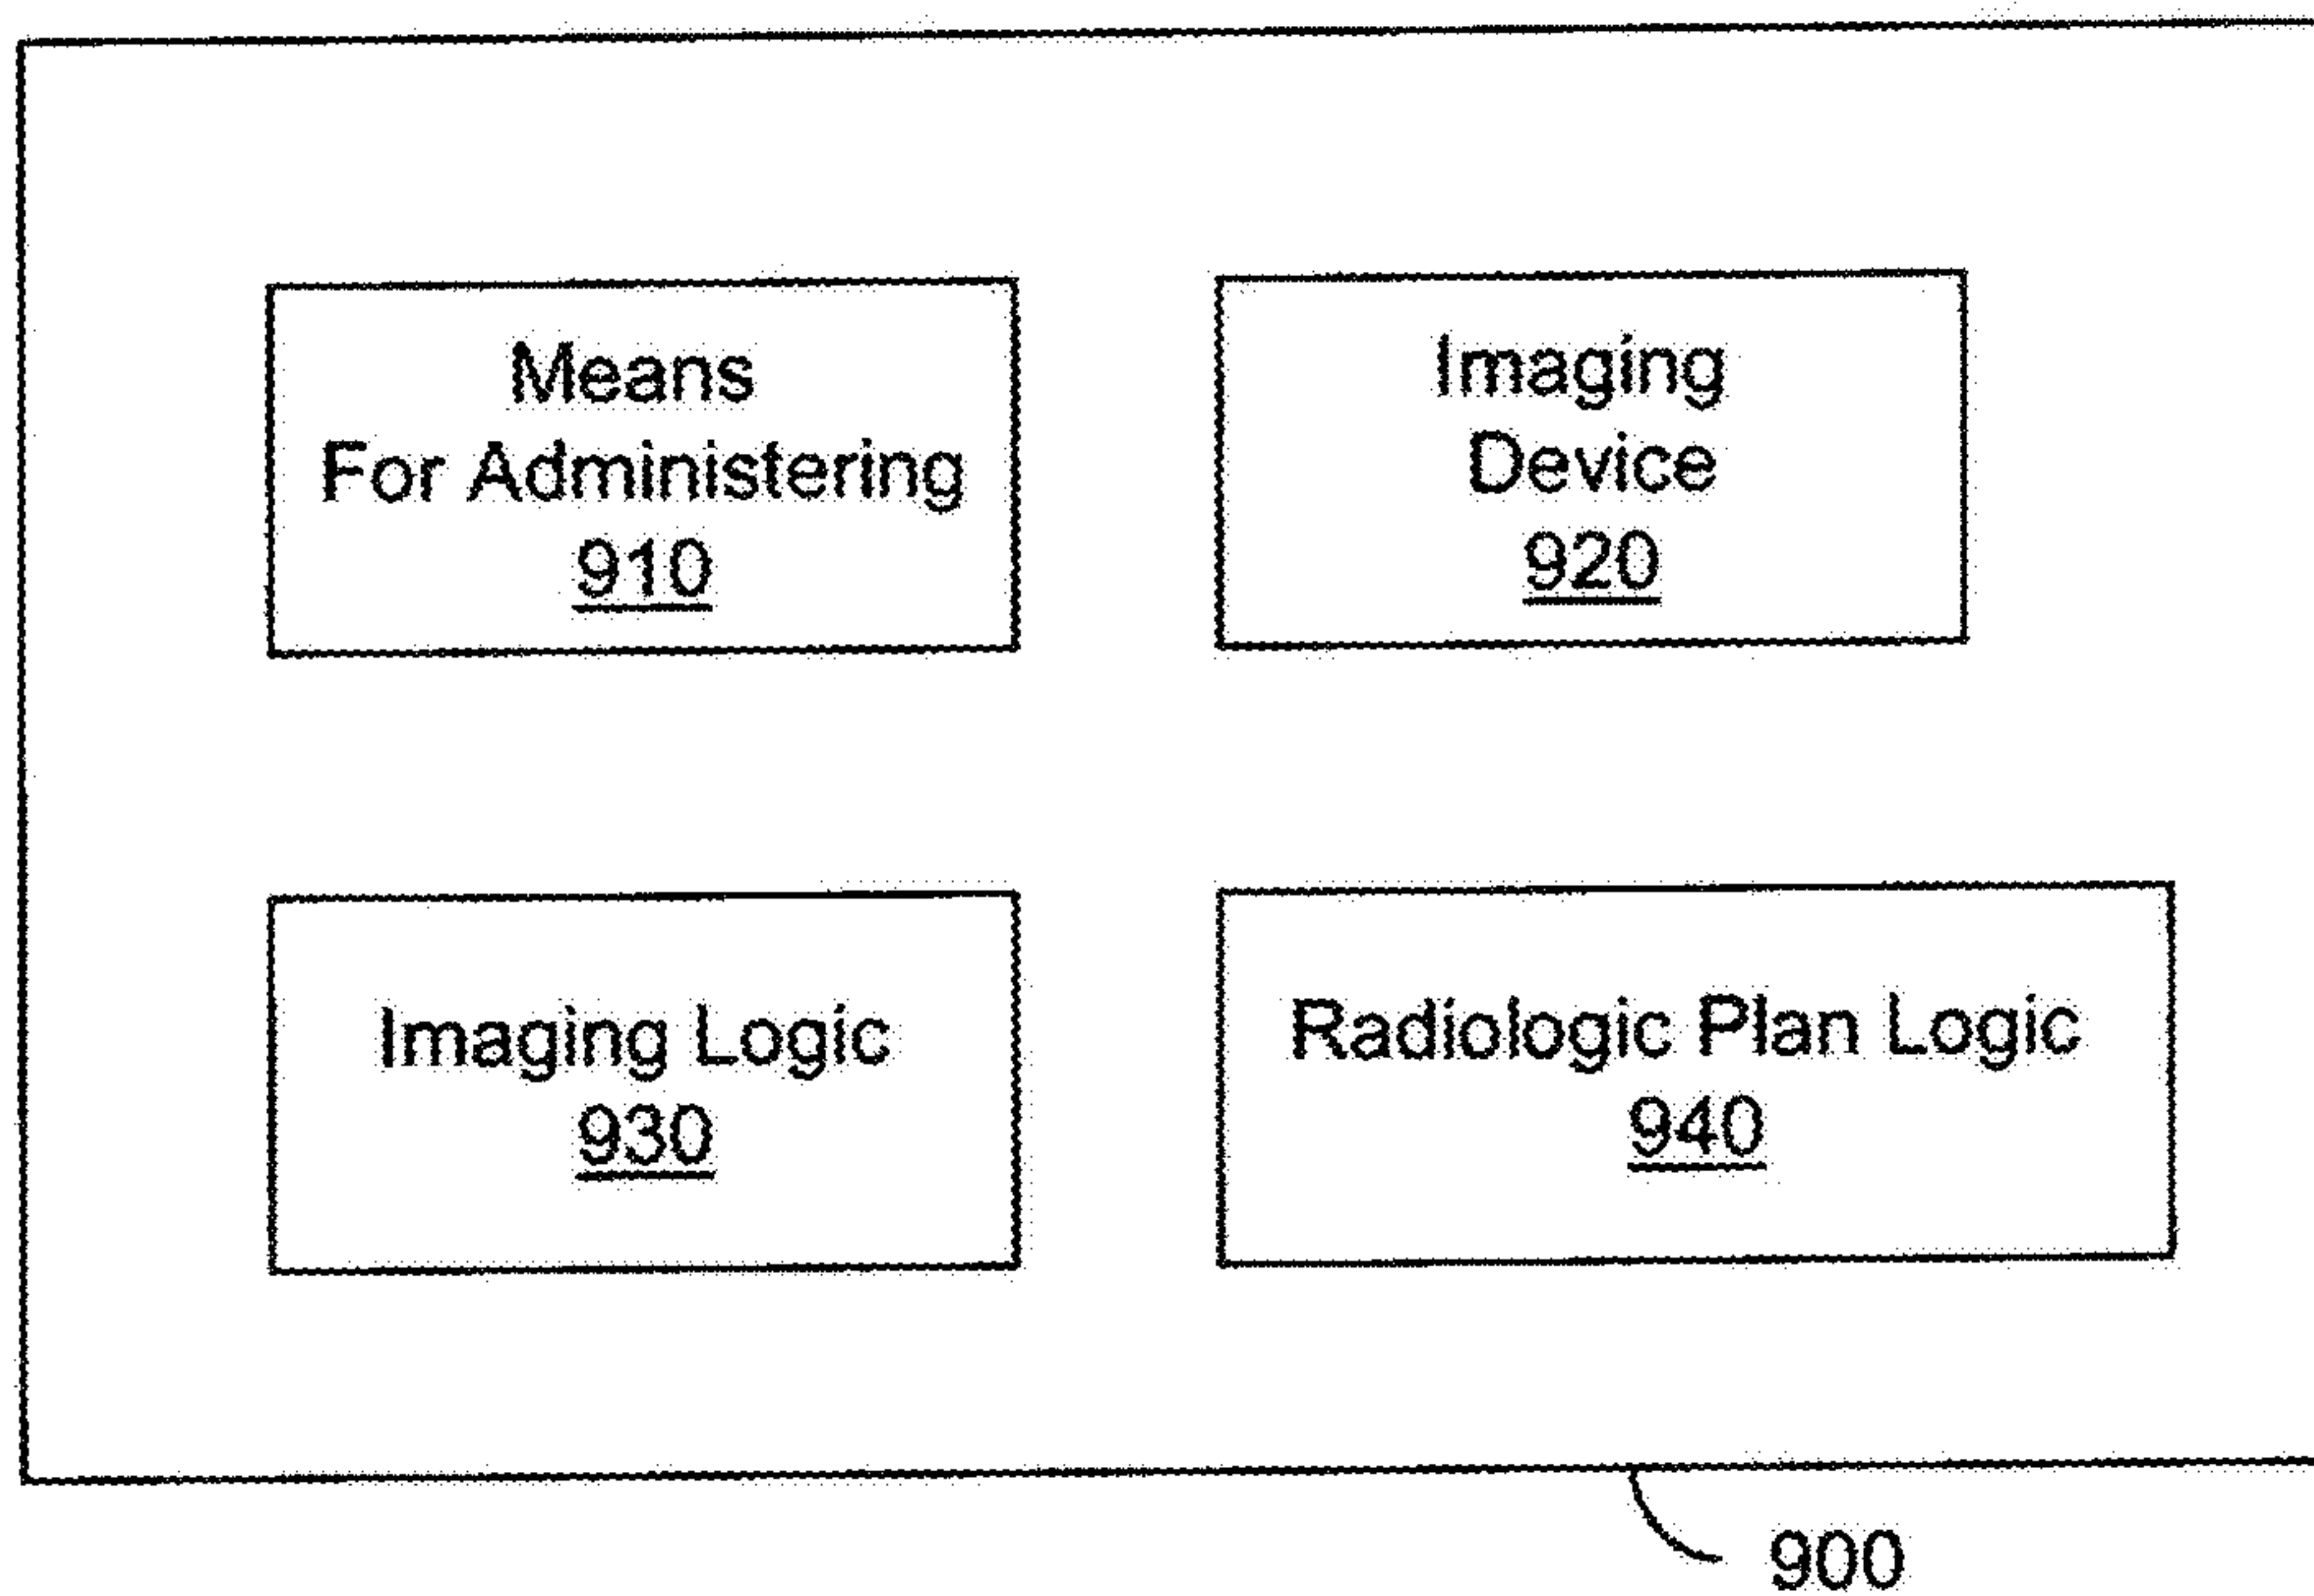 Means
For Administering
910
Imaging
Device
920
Imaging Logic
930
Radiologic Plan Logic
940
900